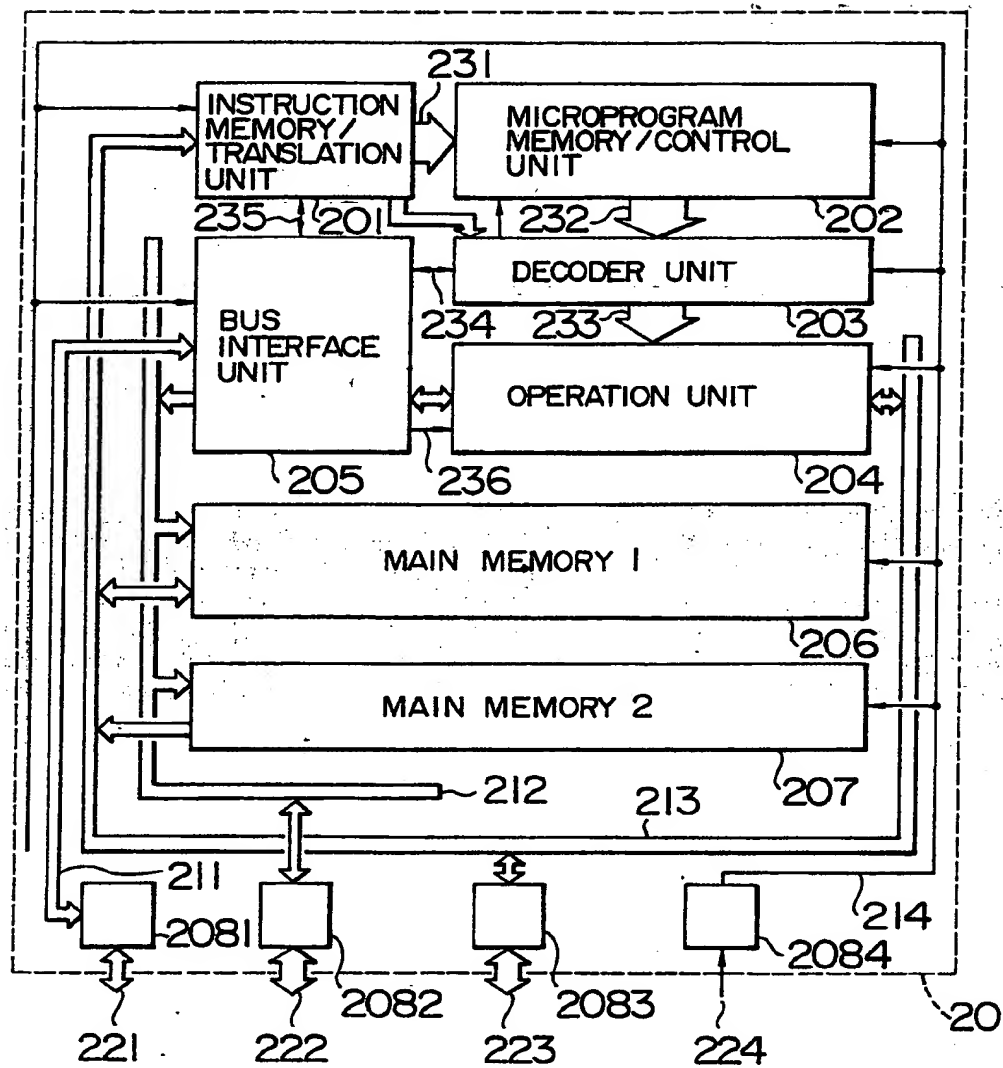 231
INSTRUCTION
MEMORY/
TRANSLATION
UNIT
MICROPROGRAM
MEMORY/CONTROL
UNIT
235
201
232
202
DECODER UNIT
234
233
203
BUS
INTERFACE
UNIT
OPERATION UNIT
205
236
204
MAIN MEMORY 1
206
MAIN MEMORY 2
212
213
207
211
214
2081
2082
2083
2084
20
221
222
223
224